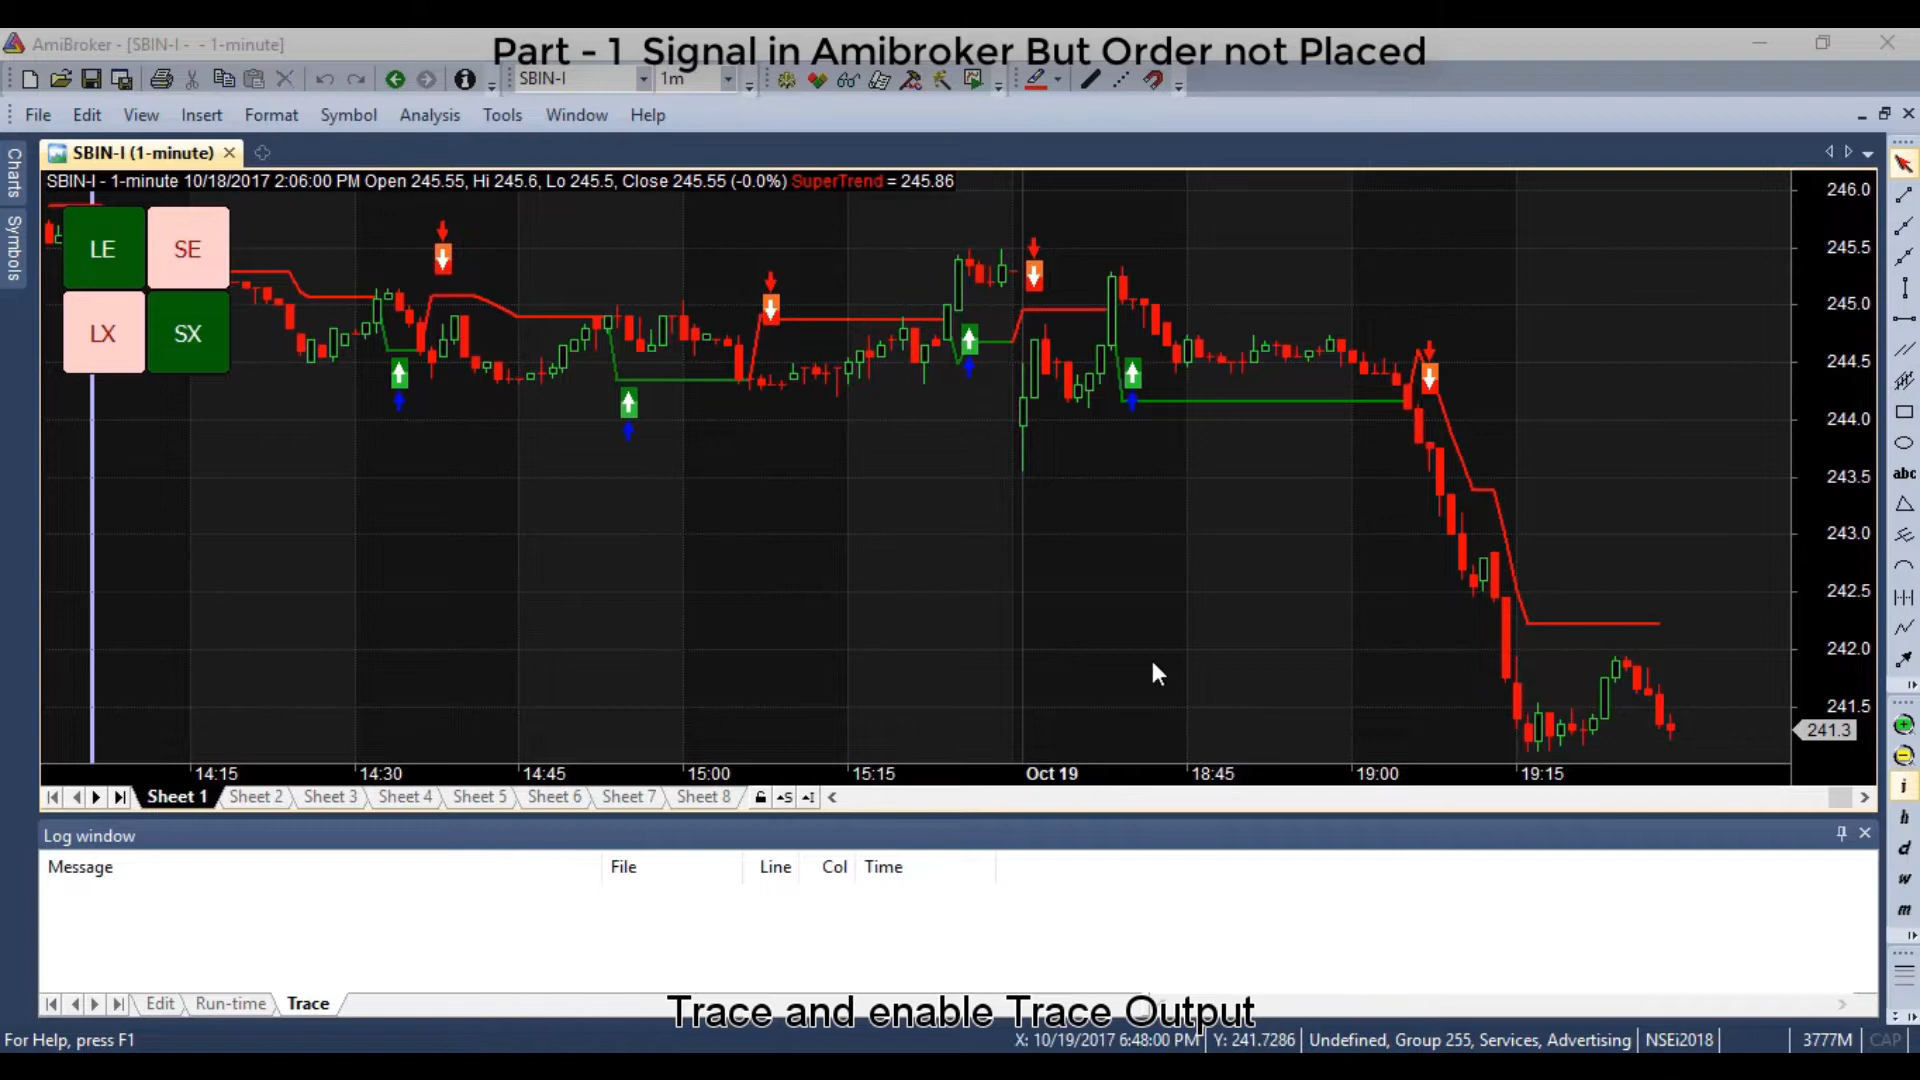 AmiBroker - [SBIN-I - - 1-minute]
Part - 1 Signal in Amibroker But Order not Placed
SBIN-I
1m
File Edit View Insert Format Symbol Analysis Tools Window Help
SBIN-I (1-minute)
Charts
Symbols
SBIN-I - 1-minute 10/18/2017 2:06:00 PM Open 245.55, Hi 245.6, Lo 245.5, Close 245.55 (-0.0%) SuperTrend = 245.86
LE SE
LX SX
246.0
245.5
245.0
244.5
244.0
243.5
243.0
242.5
242.0
241.5
241.3
14:15 14:30 14:45 15:00 15:15 Oct 19 18:45 19:00 19:15
Sheet 1 Sheet 2 Sheet 3 Sheet 4 Sheet 5 Sheet 6 Sheet 7 Sheet 8
S
I
abc
i
h
d
w
m
Log window
Message File Line Col Time
Edit Run-time Trace
Trace and enable Trace Output
For Help, press F1
X: 10/19/2017 6:48:00 PM Y: 241.7286 Undefined, Group 255, Services, Advertising NSEi2018 3777M CAP